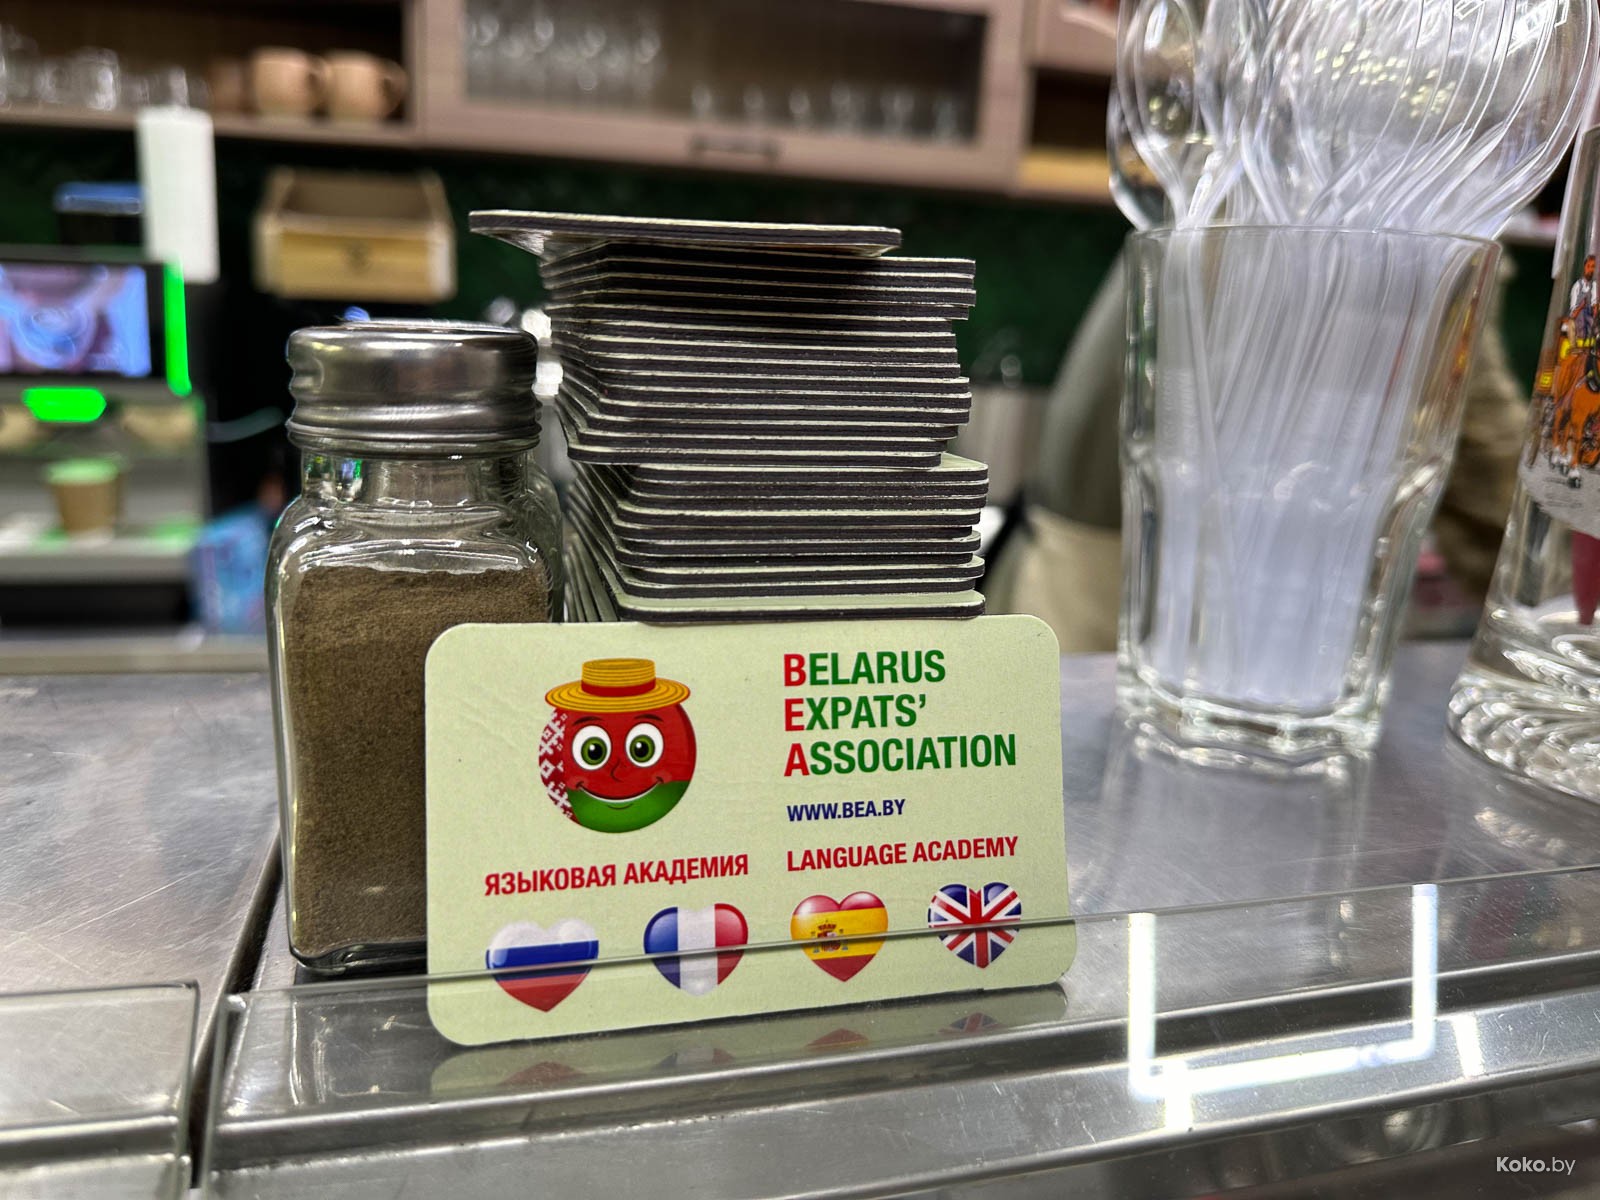 BELARUS
EXPATS’
ASSOCIATION
WWW.BEA.BY
ЯЗЫКОВАЯ АКАДЕМИЯ
LANGUAGE ACADEMY
Koko.by